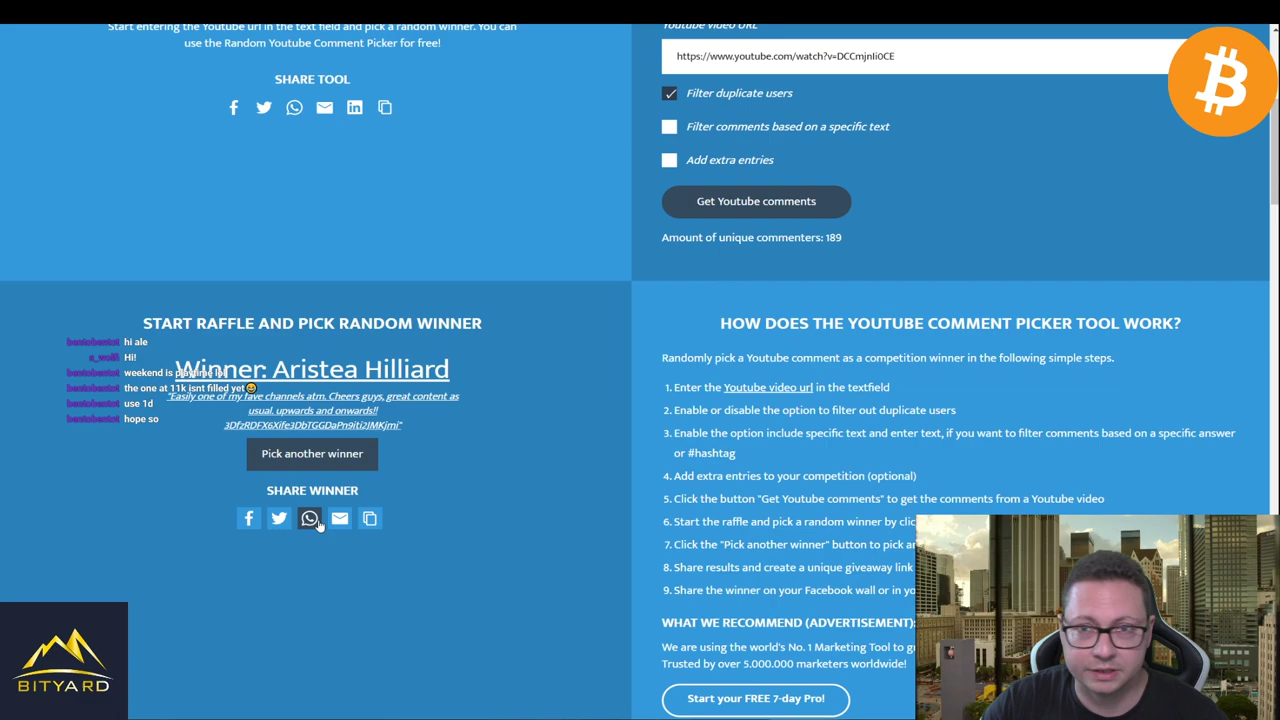 Start entering the Youtube url in the text field and pick a random winner. You can
use the Random Youtube Comment Picker for free!
SHARE TOOL
Youtube video URL
https://www.youtube.com/watch?v=DCCmjnIi0CE
Filter duplicate users
Filter comments based on a specific text
Add extra entries
Get Youtube comments
Amount of unique commenters: 189
START RAFFLE AND PICK RANDOM WINNER
bentobentot hi ale
a_wolfi Hi!
bentobentot weekend is playtime lol
bentobentot the one at 11k isnt filled yet😅
bentobentot use 1d
bentobentot hope so
Winner: Aristea Hilliard
"Easily one of my fave channels atm. Cheers guys, great content as
usual, upwards and onwards!!
3DfzRDFX6Xife3DbTGGDaPn9iti2JMKjmi"
Pick another winner
SHARE WINNER
HOW DOES THE YOUTUBE COMMENT PICKER TOOL WORK?
Randomly pick a Youtube comment as a competition winner in the following simple steps.
1. Enter the Youtube video url in the textfield
2. Enable or disable the option to filter out duplicate users
3. Enable the option include specific text and enter text, if you want to filter comments based on a specific answer
or #hashtag
4. Add extra entries to your competition (optional)
5. Click the button "Get Youtube comments" to get the comments from a Youtube video
6. Start the raffle and pick a random winner by clic
7. Click the "Pick another winner" button to pick an
8. Share results and create a unique giveaway link
9. Share the winner on your Facebook wall or in yo
WHAT WE RECOMMEND (ADVERTISEMENT):
We are using the world's No. 1 Marketing Tool to gr
Trusted by over 5.000.000 marketers worldwide!
Start your FREE 7-day Pro!
BITYARD